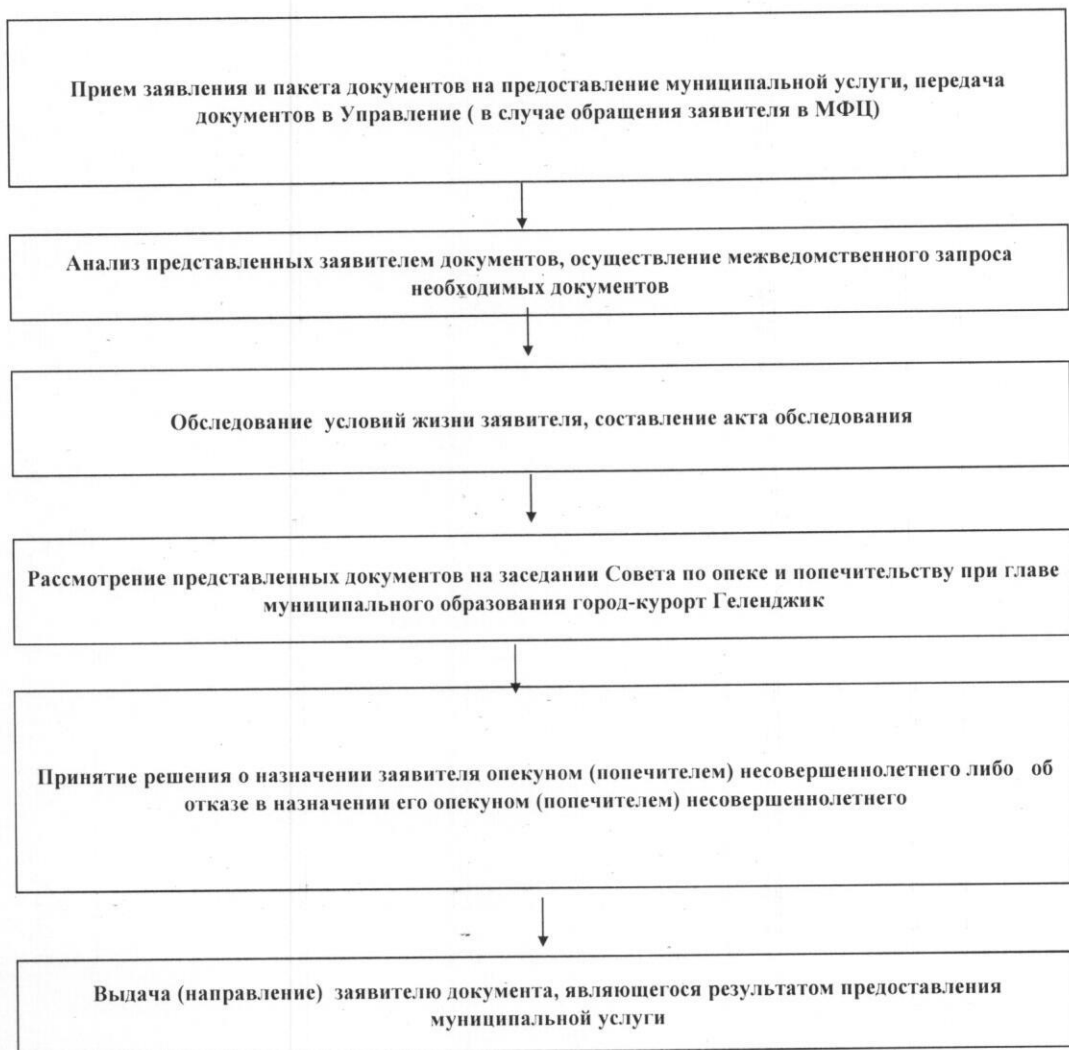 Прием заявления и пакета документов на предоставление муниципальной услуги, передача
документов в Управление ( в случае обращения заявителя в МФЦ)
Анализ представленных заявителем документов, осуществление межведомственного запроса
необходимых документов
Обследование условий жизни заявителя, составление акта обследования
Рассмотрение представленных документов на заседании Совета по опеке и попечительству при главе
муниципального образования город-курорт Геленджик
Принятие решения о назначении заявителя опекуном (попечителем) несовершеннолетнего либо об
отказе в назначении его опекуном (попечителем) несовершеннолетнего
Выдача (направление) заявителю документа, являющегося результатом предоставления
муниципальной услуги